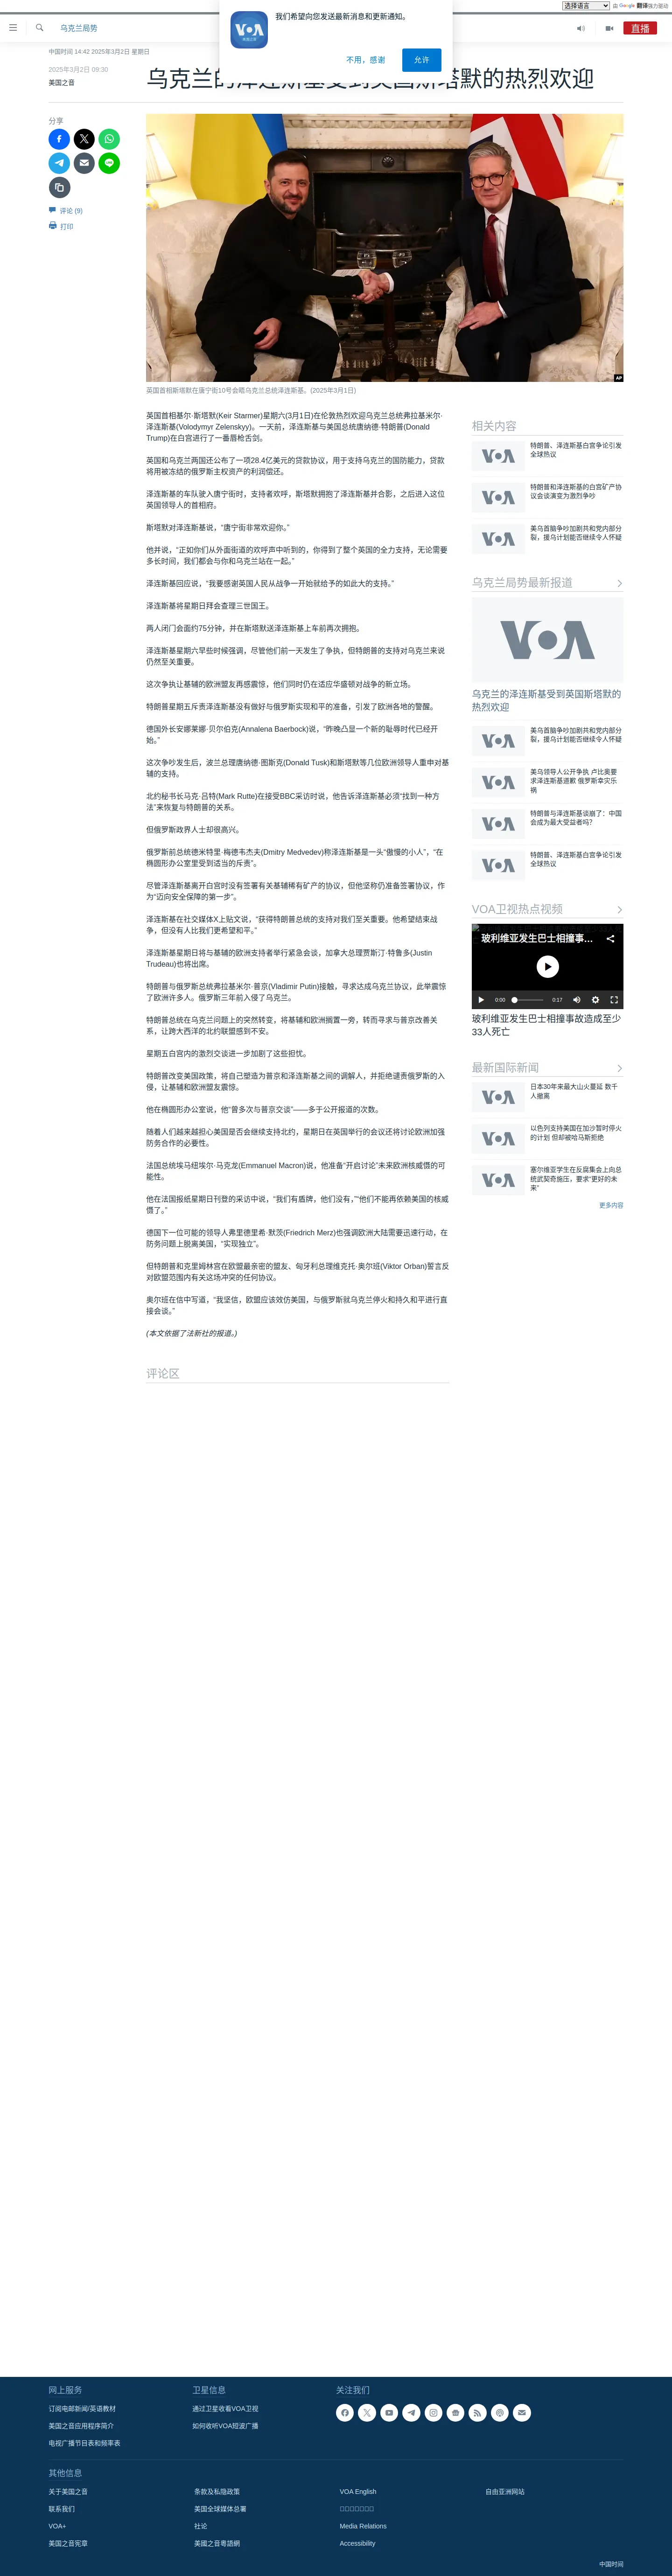 选择语言 由 Google 翻译强力驱动
我们希望向您发送最新消息和更新通知。
不用，感谢
允许
乌克兰局势
直播
中国时间 14:42 2025年3月2日 星期日
2025年3月2日 09:30
美国之音
乌克兰的泽连斯基受到英国斯塔默的热烈欢迎
分享
评论 (9)
打印
AP
英国首相斯塔默在唐宁街10号会晤乌克兰总统泽连斯基。(2025年3月1日)
英国首相基尔·斯塔默(Keir Starmer)星期六(3月1日)在伦敦热烈欢迎乌克兰总统弗拉基米尔·
泽连斯基(Volodymyr Zelenskyy)。一天前，泽连斯基与美国总统唐纳德·特朗普(Donald
Trump)在白宫进行了一番唇枪舌剑。
英国和乌克兰两国还公布了一项28.4亿美元的贷款协议，用于支持乌克兰的国防能力，贷款
将用被冻结的俄罗斯主权资产的利润偿还。
泽连斯基的车队驶入唐宁街时，支持者欢呼，斯塔默拥抱了泽连斯基并合影，之后进入这位
英国领导人的首相府。
斯塔默对泽连斯基说，“唐宁街非常欢迎你。”
他并说，“正如你们从外面街道的欢呼声中听到的，你得到了整个英国的全力支持，无论需要
多长时间，我们都会与你和乌克兰站在一起。”
泽连斯基回应说，“我要感谢英国人民从战争一开始就给予的如此大的支持。”
泽连斯基将星期日拜会查理三世国王。
两人闭门会面约75分钟，并在斯塔默送泽连斯基上车前再次拥抱。
泽连斯基星期六早些时候强调，尽管他们前一天发生了争执，但特朗普的支持对乌克兰来说
仍然至关重要。
这次争执让基辅的欧洲盟友再感震惊，他们同时仍在适应华盛顿对战争的新立场。
特朗普星期五斥责泽连斯基没有做好与俄罗斯实现和平的准备，引发了欧洲各地的警醒。
德国外长安娜莱娜·贝尔伯克(Annalena Baerbock)说，“昨晚凸显一个新的耻辱时代已经开
始。”
这次争吵发生后，波兰总理唐纳德·图斯克(Donald Tusk)和斯塔默等几位欧洲领导人重申对基
辅的支持。
北约秘书长马克·吕特(Mark Rutte)在接受BBC采访时说，他告诉泽连斯基必须“找到一种方
法”来恢复与特朗普的关系。
但俄罗斯政界人士却很高兴。
俄罗斯前总统德米特里·梅德韦杰夫(Dmitry Medvedev)称泽连斯基是一头“傲慢的小人”，“在
椭圆形办公室里受到适当的斥责”。
尽管泽连斯基离开白宫时没有签署有关基辅稀有矿产的协议，但他坚称仍准备签署协议，作
为“迈向安全保障的第一步”。
泽连斯基在社交媒体X上贴文说，“获得特朗普总统的支持对我们至关重要。他希望结束战
争，但没有人比我们更希望和平。”
泽连斯基星期日将与基辅的欧洲支持者举行紧急会谈，加拿大总理贾斯汀·特鲁多(Justin
Trudeau)也将出席。
特朗普与俄罗斯总统弗拉基米尔·普京(Vladimir Putin)接触，寻求达成乌克兰协议，此举震惊
了欧洲许多人。俄罗斯三年前入侵了乌克兰。
特朗普总统在乌克兰问题上的突然转变，将基辅和欧洲搁置一旁，转而寻求与普京改善关
系，让跨大西洋的北约联盟感到不安。
星期五白宫内的激烈交谈进一步加剧了这些担忧。
特朗普改变美国政策，将自己塑造为普京和泽连斯基之间的调解人，并拒绝谴责俄罗斯的入
侵，让基辅和欧洲盟友震惊。
他在椭圆形办公室说，他“曾多次与普京交谈”——多于公开报道的次数。
随着人们越来越担心美国是否会继续支持北约，星期日在英国举行的会议还将讨论欧洲加强
防务合作的必要性。
法国总统埃马纽埃尔·马克龙(Emmanuel Macron)说，他准备“开启讨论”未来欧洲核威慑的可
能性。
他在法国报纸星期日刊登的采访中说，“我们有盾牌，他们没有，”“他们不能再依赖美国的核威
慑了。”
德国下一位可能的领导人弗里德里希·默茨(Friedrich Merz)也强调欧洲大陆需要迅速行动，在
防务问题上脱离美国，“实现独立”。
但特朗普和克里姆林宫在欧盟最亲密的盟友、匈牙利总理维克托·奥尔班(Viktor Orban)誓言反
对欧盟范围内有关这场冲突的任何协议。
奥尔班在信中写道，“我坚信，欧盟应该效仿美国，与俄罗斯就乌克兰停火和持久和平进行直
接会谈。”
(本文依据了法新社的报道。)
评论区
相关内容
特朗普、泽连斯基白宫争论引发
全球热议
特朗普和泽连斯基的白宫矿产协
议会谈演变为激烈争吵
美乌首脑争吵加剧共和党内部分
裂，援乌计划能否继续令人怀疑
乌克兰局势最新报道
乌克兰的泽连斯基受到英国斯塔默的
热烈欢迎
美乌首脑争吵加剧共和党内部分
裂，援乌计划能否继续令人怀疑
美乌领导人公开争执 卢比奥要
求泽连斯基道歉 俄罗斯幸灾乐
祸
特朗普与泽连斯基谈崩了：中国
会成为最大受益者吗?
特朗普、泽连斯基白宫争论引发
全球热议
VOA卫视热点视频
玻利维亚发生巴士相撞事...
0:00
0:17
玻利维亚发生巴士相撞事故造成至少
33人死亡
最新国际新闻
日本30年来最大山火蔓延 数千
人撤离
以色列支持美国在加沙暂时停火
的计划 但却被哈马斯拒绝
塞尔维亚学生在反腐集会上向总
统武契奇施压，要求“更好的未
来”
更多内容
网上服务
订阅电邮新闻/英语教材
美国之音应用程序简介
电视广播节目表和频率表
卫星信息
通过卫星收看VOA卫视
如何收听VOA短波广播
关注我们
其他信息
关于美国之音
条款及私隐政策
VOA English
自由亚洲网站
联系我们
美国全球媒体总署
VOA+
社论
Media Relations
美国之音宪章
美國之音粵語網
Accessibility
中国时间